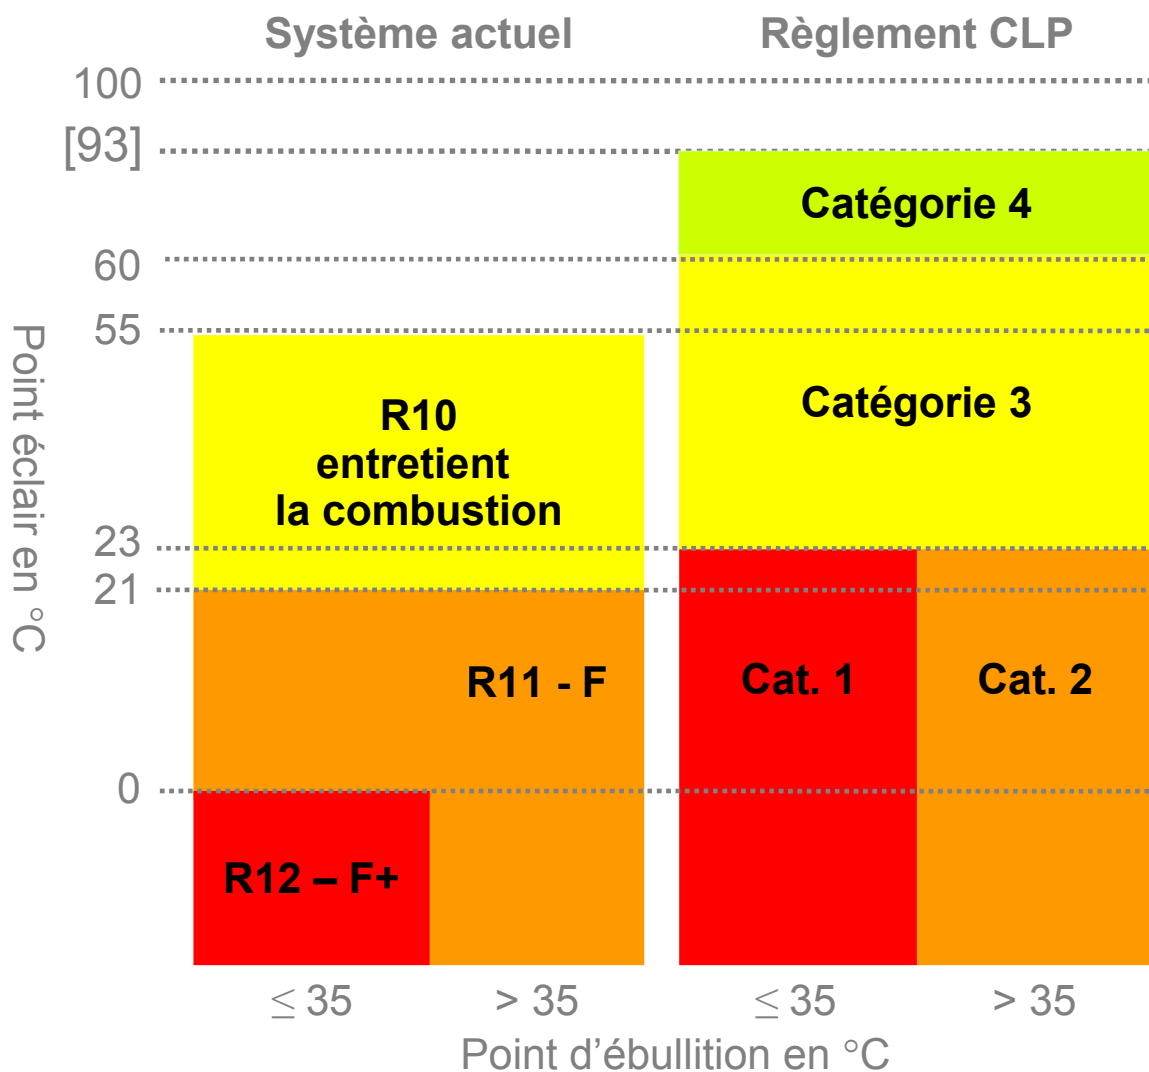 Système actuel
Règlement CLP
100
[93]
Catégorie 4
60
55
Point éclair en °C
R10
entretient
la combustion
Catégorie 3
23
21
R11 - F
Cat. 1
Cat. 2
0
R12 – F+
≤ 35
> 35
≤ 35
> 35
Point d’ébullition en °C